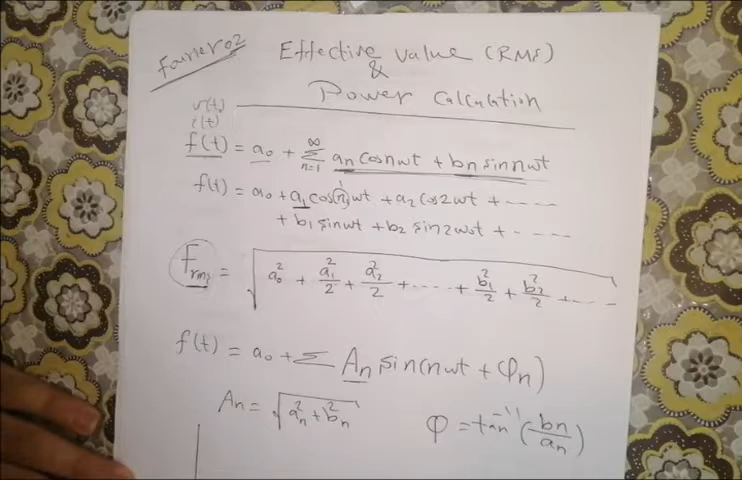 Fourier 02
Effective Value (RMS)
&
Power Calculation
v(t)
i(t)
f(t) = a₀ + ∑_{n=1}^{∞} aₙ cos nωt + bₙ sin nωt
f(t) = a₀ + a₁ cos(1)ωt + a₂ cos 2ωt + -----
+ b₁ sin ωt + b₂ sin 2ωt + - ---
F_rms = √(a₀² + a₁²/2 + a₂²/2 + ---- + b₁²/2 + b₂²/2 + ---)
f(t) = a₀ + ∑ Aₙ sin(nωt + φₙ)
Aₙ = √(aₙ² + bₙ²) φ = tan⁻¹(bₙ/aₙ)